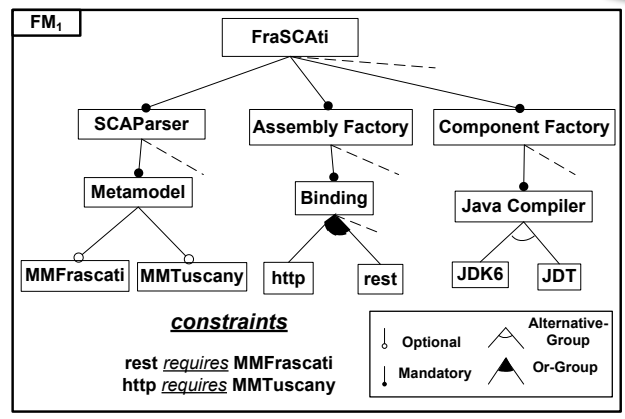 FM1
FraSCAti
SCAParser
Assembly Factory
Component Factory
Metamodel
Binding
Java Compiler
MMFrascati
MMTuscany
http
rest
JDK6
JDT
constraints
rest requires MMFrascati
http requires MMTuscany
Optional
Alternative-
Group
Mandatory
Or-Group